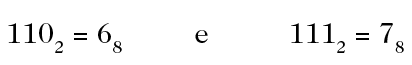 110₂ = 6₈ e 111₂ = 7₈